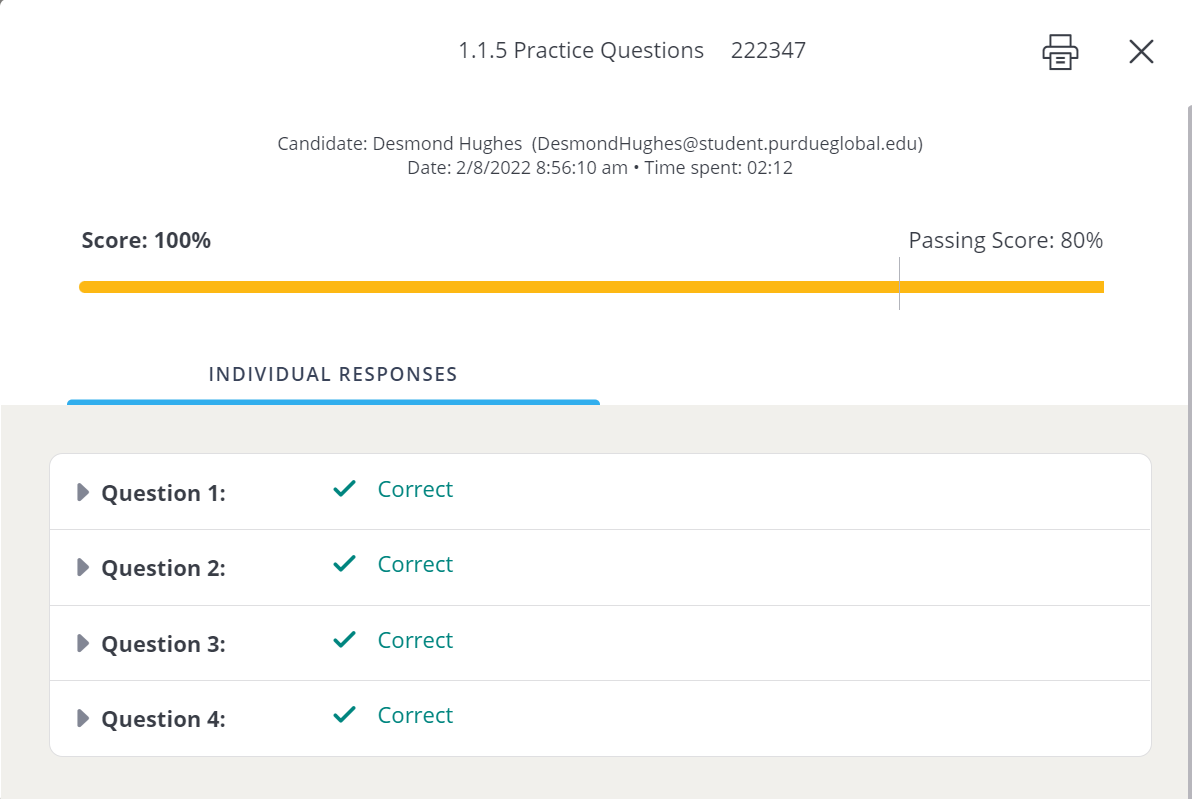 1.1.5 Practice Questions 222347
Candidate: Desmond Hughes (DesmondHughes@student.purdueglobal.edu)
Date: 2/8/2022 8:56:10 am • Time spent: 02:12
Score: 100% Passing Score: 80%
INDIVIDUAL RESPONSES
Question 1: Correct
Question 2: Correct
Question 3: Correct
Question 4: Correct